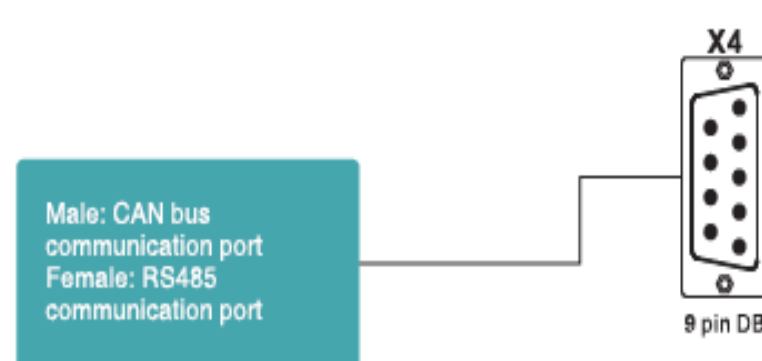 X4
Male: CAN bus
communication port
Female: RS485
communication port
9 pin DB